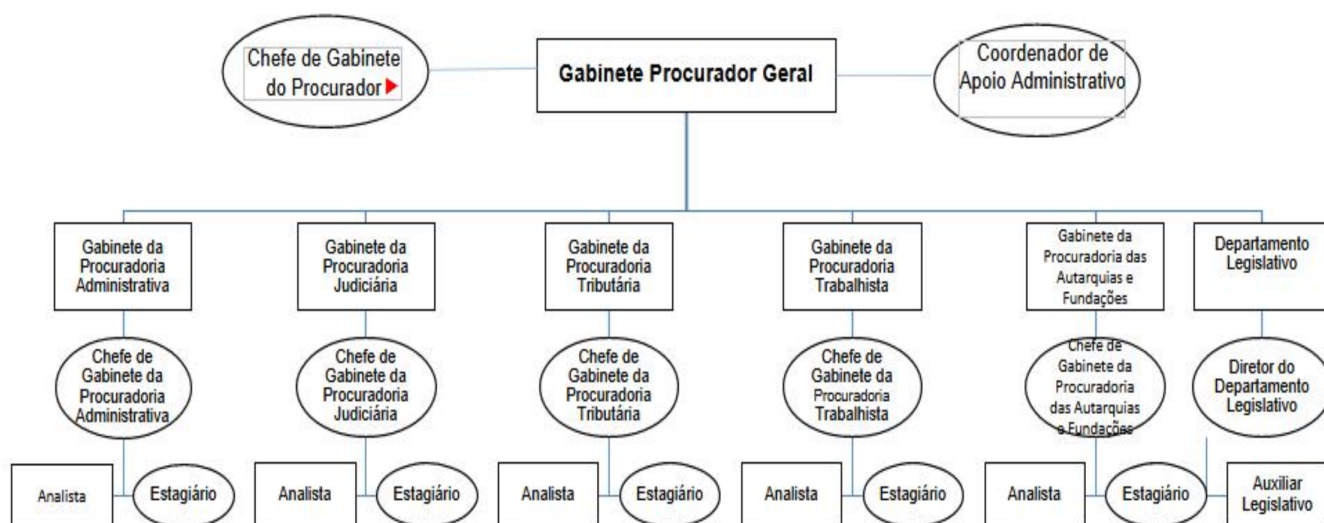 Chefe de Gabinete
do Procurador
Gabinete Procurador Geral
Coordenador de
Apoio Administrativo
Gabinete da
Procuradoria
Administrativa
Gabinete da
Procuradoria
Judiciária
Gabinete da
Procuradoria
Tributária
Gabinete da
Procuradoria
Trabalhista
Gabinete da
Procuradoria das
Autarquias e
Fundações
Departamento
Legislativo
Chefe de
Gabinete da
Procuradoria
Administrativa
Chefe de
Gabinete da
Procuradoria
Judiciária
Chefe de
Gabinete da
Procuradoria
Tributária
Chefe de
Gabinete da
Procuradoria
Trabalhista
Chefe de
Gabinete da
Procuradoria
das Autarquias
e Fundações
Diretor do
Departamento
Legislativo
Analista
Estagiário
Analista
Estagiário
Analista
Estagiário
Analista
Estagiário
Analista
Estagiário
Auxiliar
Legislativo